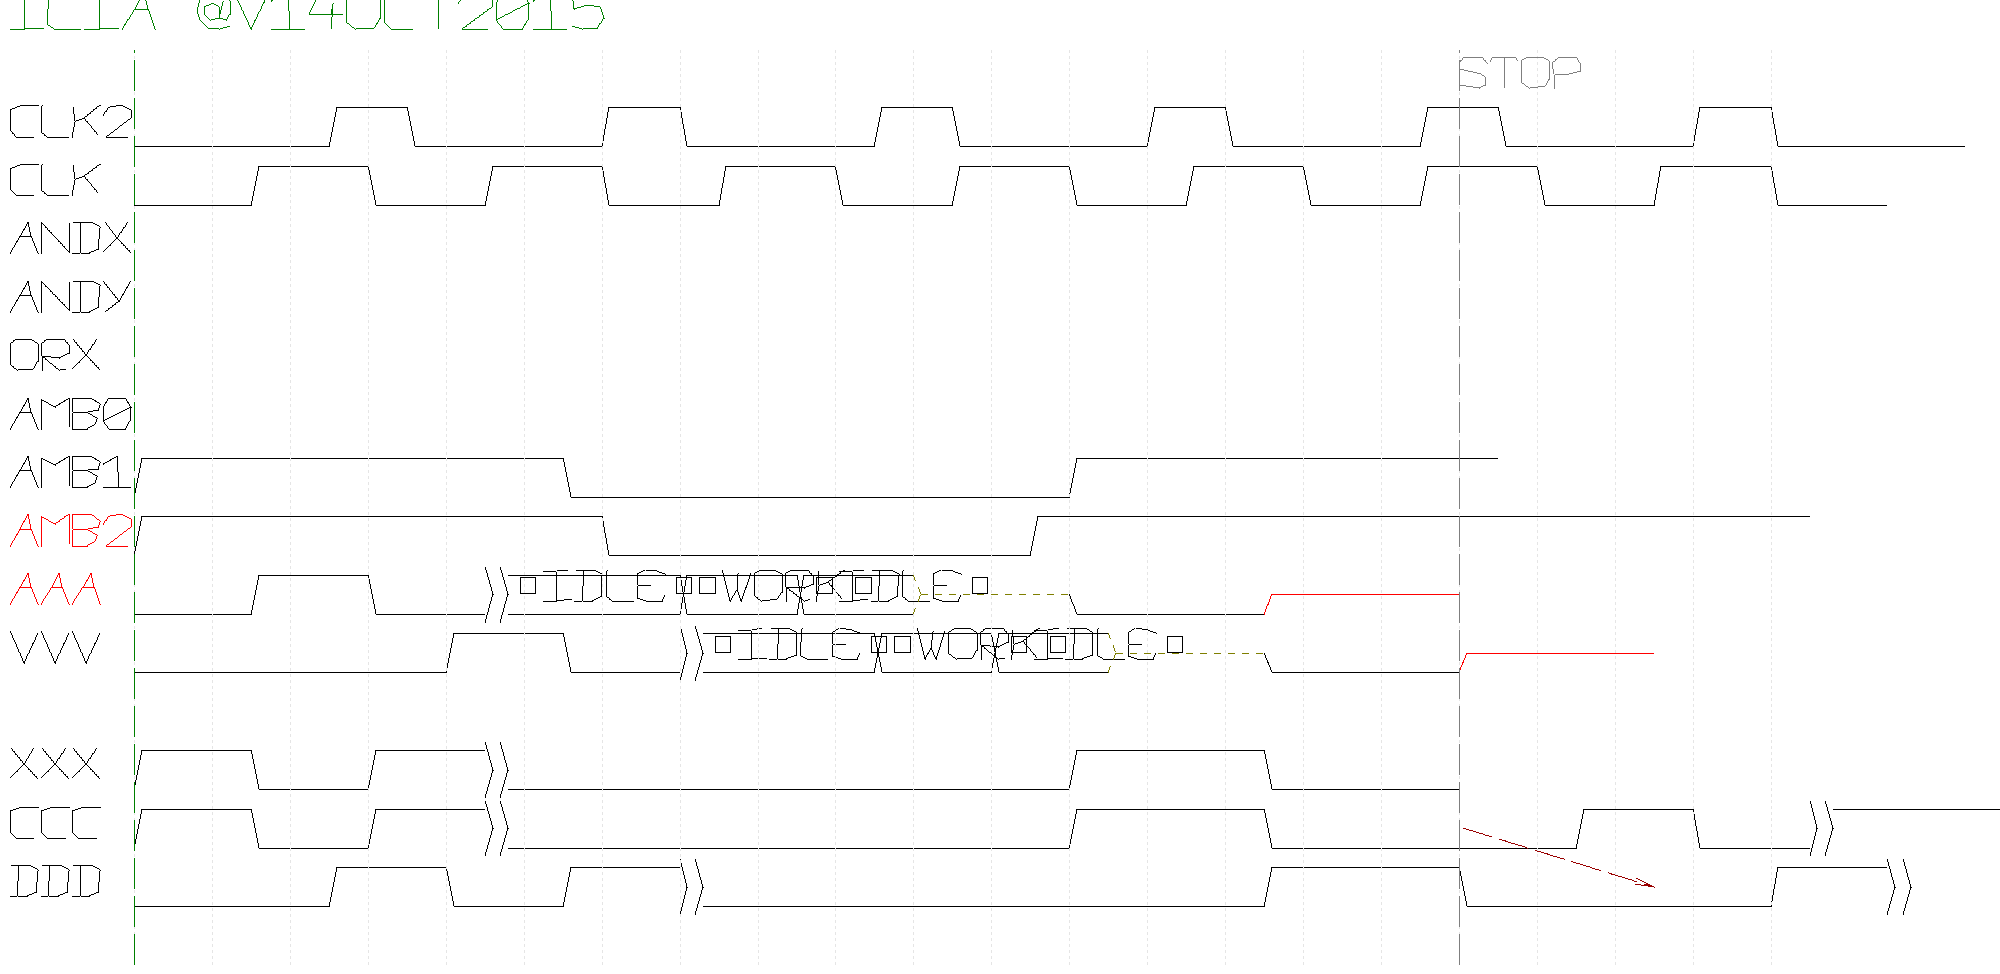 @V14OCT2015
STOP
CLK2
CLK
ANDX
ANDY
ORX
AMB0
AMB1
AMB2
AAA IDLE WORK IDLE
VVV IDLE WORK IDLE
XXX
CCC
DDD